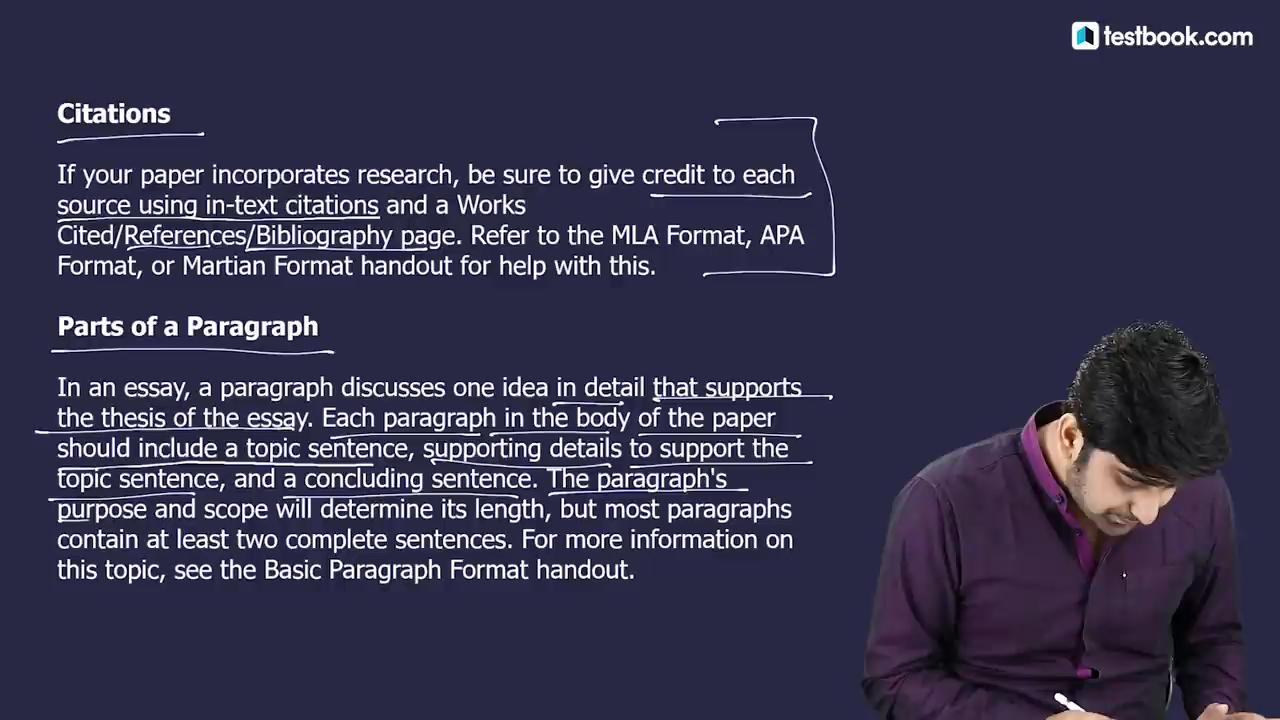 testbook.com
Citations
If your paper incorporates research, be sure to give credit to each
source using in-text citations and a Works
Cited/References/Bibliography page. Refer to the MLA Format, APA
Format, or Martian Format handout for help with this.
Parts of a Paragraph
In an essay, a paragraph discusses one idea in detail that supports
the thesis of the essay. Each paragraph in the body of the paper
should include a topic sentence, supporting details to support the
topic sentence, and a concluding sentence. The paragraph's
purpose and scope will determine its length, but most paragraphs
contain at least two complete sentences. For more information on
this topic, see the Basic Paragraph Format handout.